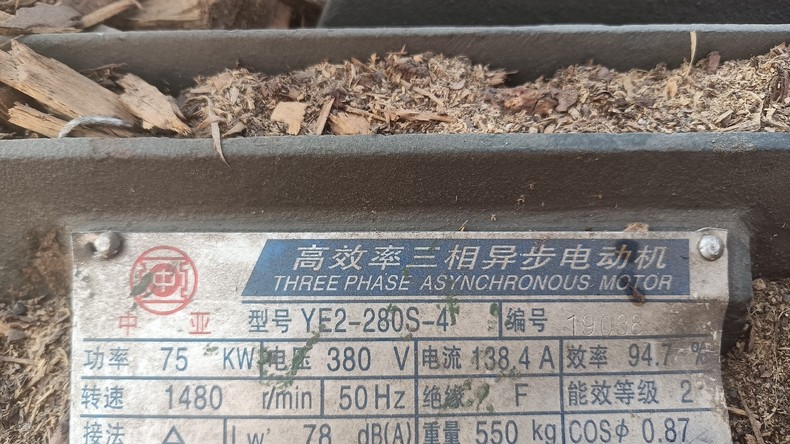 高效率三相异步电动机
THREE PHASE ASYNCHRONOUS MOTOR
中 亚 型号 YE2-280S-4 编号 19038
功率 75 KW 电压 380 V 电流 138.4 A 效率 94.7 %
转速 1480 r/min 50 Hz 绝缘 F 能效等级 2
接法 △ Lw' 78 dB(A) 重量 550 kg COSφ 0.87